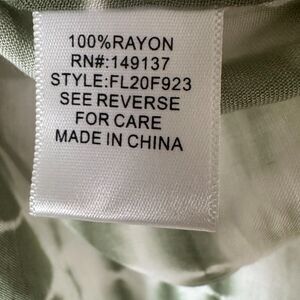 100%RAYON
RN#:149137
STYLE:FL20F923
SEE REVERSE
FOR CARE
MADE IN CHINA